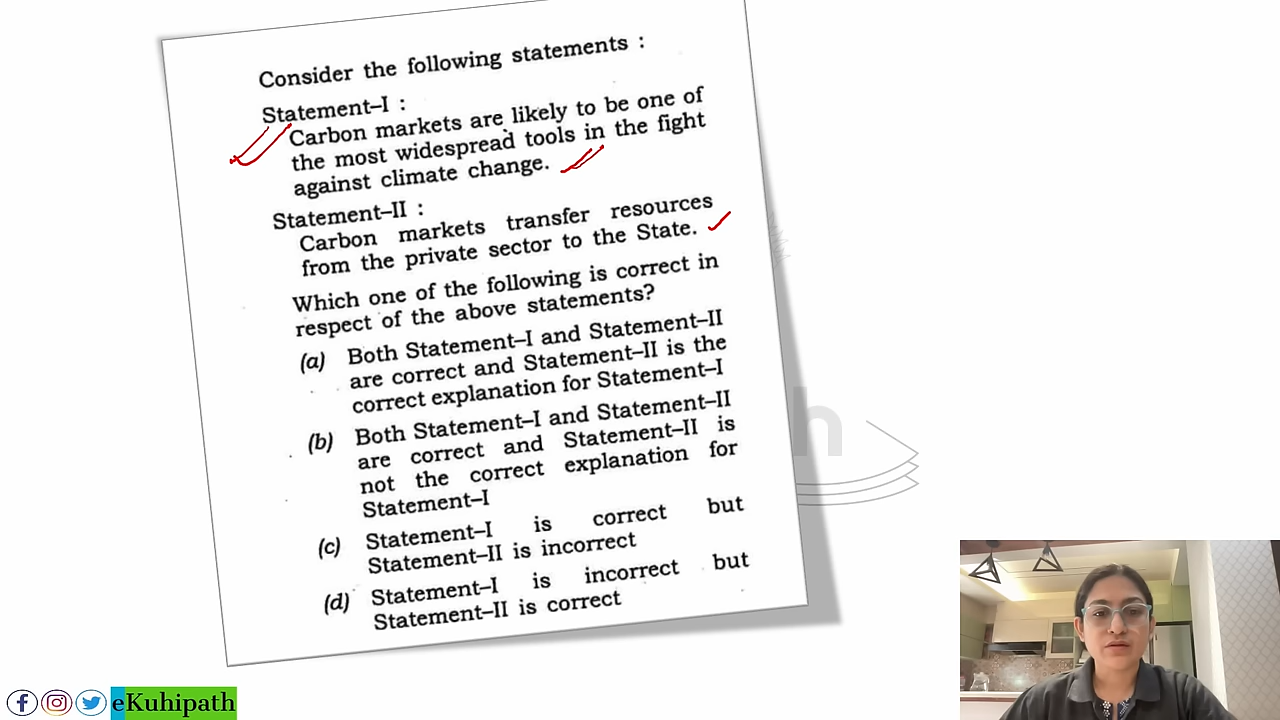 Consider the following statements :
Statement–I :
Carbon markets are likely to be one of
the most widespread tools in the fight
against climate change.
Statement–II :
Carbon markets transfer resources
from the private sector to the State.
Which one of the following is correct in
respect of the above statements?
(a) Both Statement–I and Statement–II
are correct and Statement–II is the
correct explanation for Statement–I
(b) Both Statement–I and Statement–II
are correct and Statement–II is
not the correct explanation for
Statement–I
(c) Statement–I is correct but
Statement–II is incorrect
(d) Statement–I is incorrect but
Statement–II is correct
eKuhipath